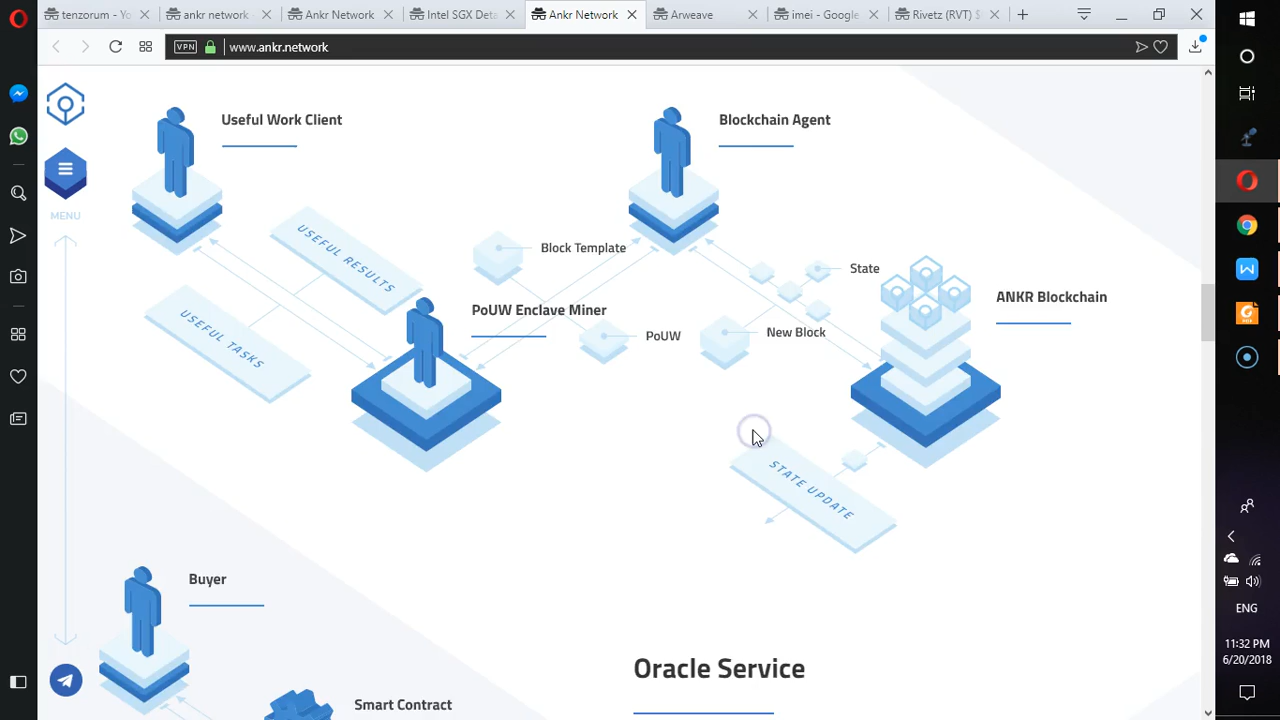 tenzorum - Yo
ankr network
Ankr Network
Intel SGX Deta
Ankr Network
Arweave
imei - Google
Rivetz (RVT) $
VPN
www.ankr.network
MENU
Useful Work Client
Blockchain Agent
USEFUL RESULTS
Block Template
State
PoUW Enclave Miner
ANKR Blockchain
USEFUL TASKS
PoUW
New Block
STATE UPDATE
Buyer
Oracle Service
Smart Contract
ENG
11:32 PM
6/20/2018